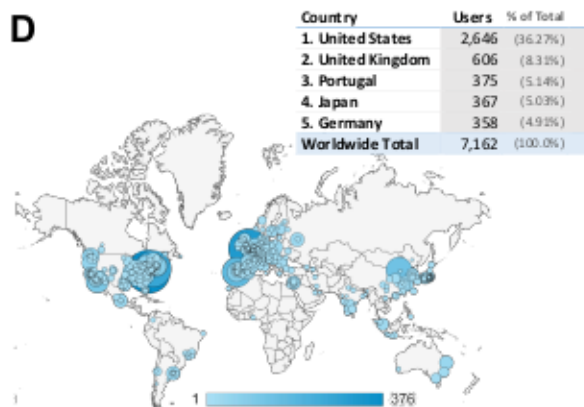 D
Country Users % of Total
1. United States 2,646 (36.27%)
2. United Kingdom 606 (8.31%)
3. Portugal 375 (5.14%)
4. Japan 367 (5.03%)
5. Germany 358 (4.91%)
Worldwide Total 7,162 (100.0%)
1 376